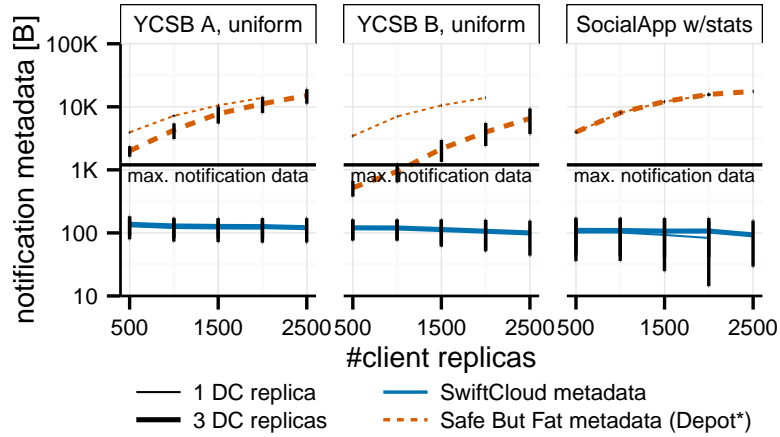 YCSB A, uniform
YCSB B, uniform
SocialApp w/stats
notification metadata [B]
100K
10K
1K
100
10
max. notification data
max. notification data
max. notification data
500
1500
2500
500
1500
2500
500
1500
2500
#client replicas
1 DC replica
SwiftCloud metadata
3 DC replicas
Safe But Fat metadata (Depot*)